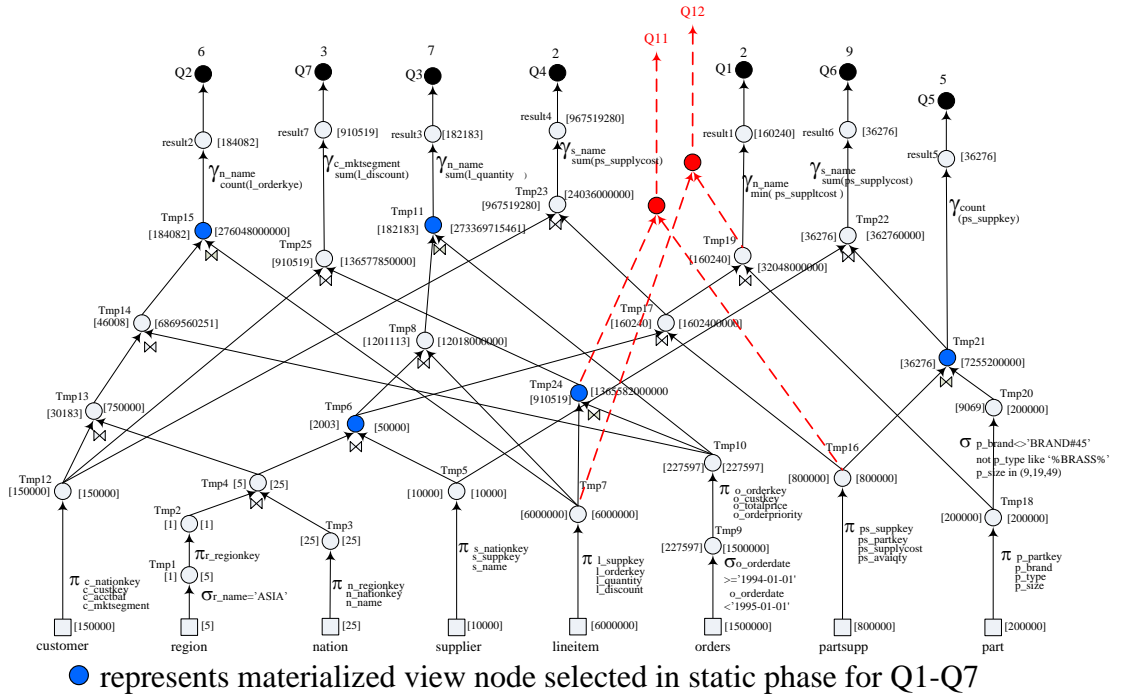 Q12
Q11
6
3
7
2
2
9
5
Q2
Q7
Q3
Q4
Q1
Q6
Q5
result2
[184082]
result7
[910519]
result3
[182183]
result4
[967519280]
result1
[160240]
result6
[36276]
result5
[36276]
γn_name
count(l_orderkye)
γc_mktsegment
sum(l_discount)
γn_name
sum(l_quantity)
γs_name
sum(ps_supplycost)
γn_name
min( ps_suppltcost )
γs_name
sum(ps_supplycost)
γcount
(ps_suppkey)
Tmp15
[184082]
[276048000000]
⋈
Tmp25
[910519]
[136577850000]
⋈
Tmp11
[182183]
[273369715461]
⋈
Tmp23
[967519280]
[24036000000]
⋈
Tmp19
[160240]
[32048000000]
⋈
Tmp22
[36276]
[362760000]
⋈
Tmp14
[46008]
[6869560251]
⋈
Tmp8
[1201113]
[12018000000]
⋈
Tmp17
[160240]
[1602400000]
⋈
Tmp21
[36276]
[7255200000]
⋈
Tmp13
[30183]
[750000]
⋈
Tmp6
[2003]
[50000]
⋈
Tmp24
[910519]
[1365582000000
⋈
Tmp20
[9069]
[200000]
σ p_brand<>'BRAND#45'
not p_type like ‘%BRASS%'
p_size in (9,19,49)
Tmp12
[150000]
[150000]
Tmp4
[5]
[25]
⋈
Tmp5
[10000]
[10000]
Tmp7
[6000000]
[6000000]
Tmp10
[227597]
[227597]
Tmp16
[800000]
[800000]
Tmp18
[200000]
[200000]
Tmp2
[1]
[1]
Tmp3
[25]
[25]
π o_orderkey
o_custkey
o_totalprice
o_orderpriority
Tmp9
[227597]
[1500000]
πr_regionkey
Tmp1
[1]
[5]
σr_name='ASIA'
π c_nationkey
c_custkey
c_acctbal
c_mktsegment
π n_regionkey
n_nationkey
n_name
π s_nationkey
s_suppkey
s_name
π l_suppkey
l_orderkey
l_quantity
l_discount
σo_orderdate
>='1994-01-01'
o_orderdate
<'1995-01-01'
π ps_suppkey
ps_partkey
ps_supplycost
ps_avaiqty
π p_partkey
p_brand
p_type
p_size
[150000]
[5]
[25]
[10000]
[6000000]
[1500000]
[800000]
[200000]
customer
region
nation
supplier
lineitem
orders
partsupp
part
represents materialized view node selected in static phase for Q1-Q7